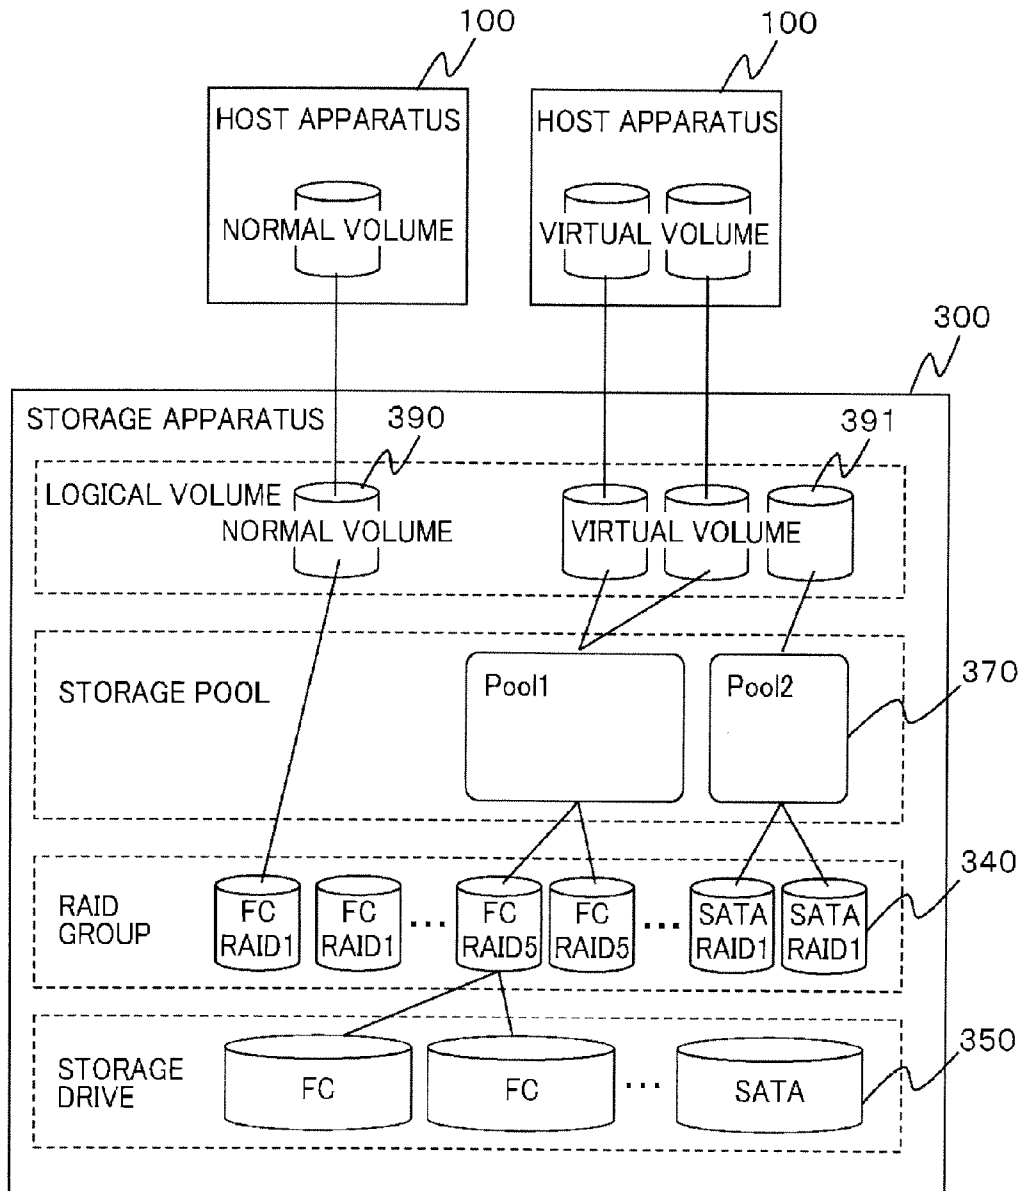 100
100
HOST APPARATUS
HOST APPARATUS
NORMAL VOLUME
VIRTUAL VOLUME
300
STORAGE APPARATUS
390
391
LOGICAL VOLUME
NORMAL VOLUME
VIRTUAL VOLUME
STORAGE POOL
Pool1
Pool2
370
RAID
GROUP
FC
RAID1
FC
RAID1
...
FC
RAID5
FC
RAID5
...
SATA
RAID1
SATA
RAID1
340
STORAGE
DRIVE
FC
FC
...
SATA
350